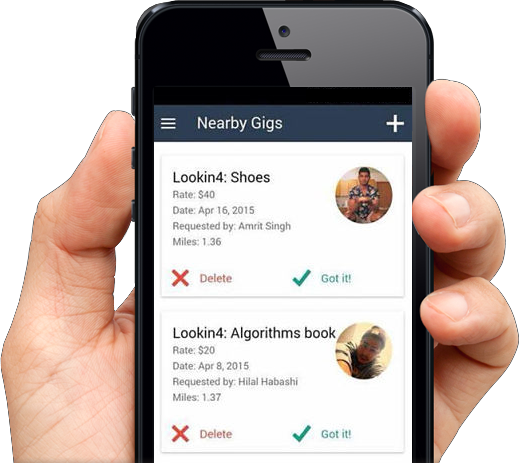 Nearby Gigs
Lookin4: Shoes
Rate: $40
Date: Apr 16, 2015
Requested by: Amrit Singh
Miles: 1.36
Delete
Got it!
Lookin4: Algorithms book
Rate: $20
Date: Apr 8, 2015
Requested by: Hilal Habashi
Miles: 1.37
Delete
Got it!